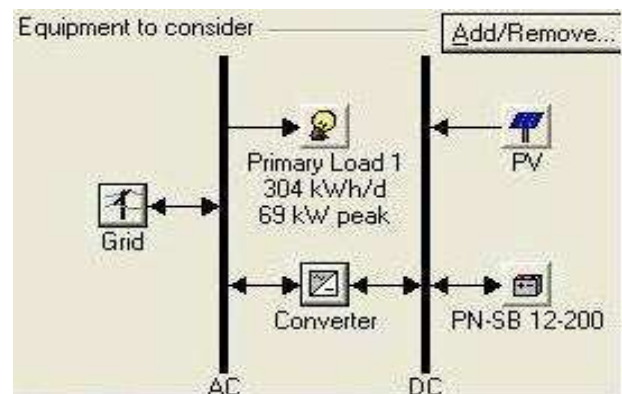 Equipment to consider
Add/Remove...
Primary Load 1
304 kWh/d
69 kW peak
PV
Grid
Converter
PN-SB 12-200
AC
DC